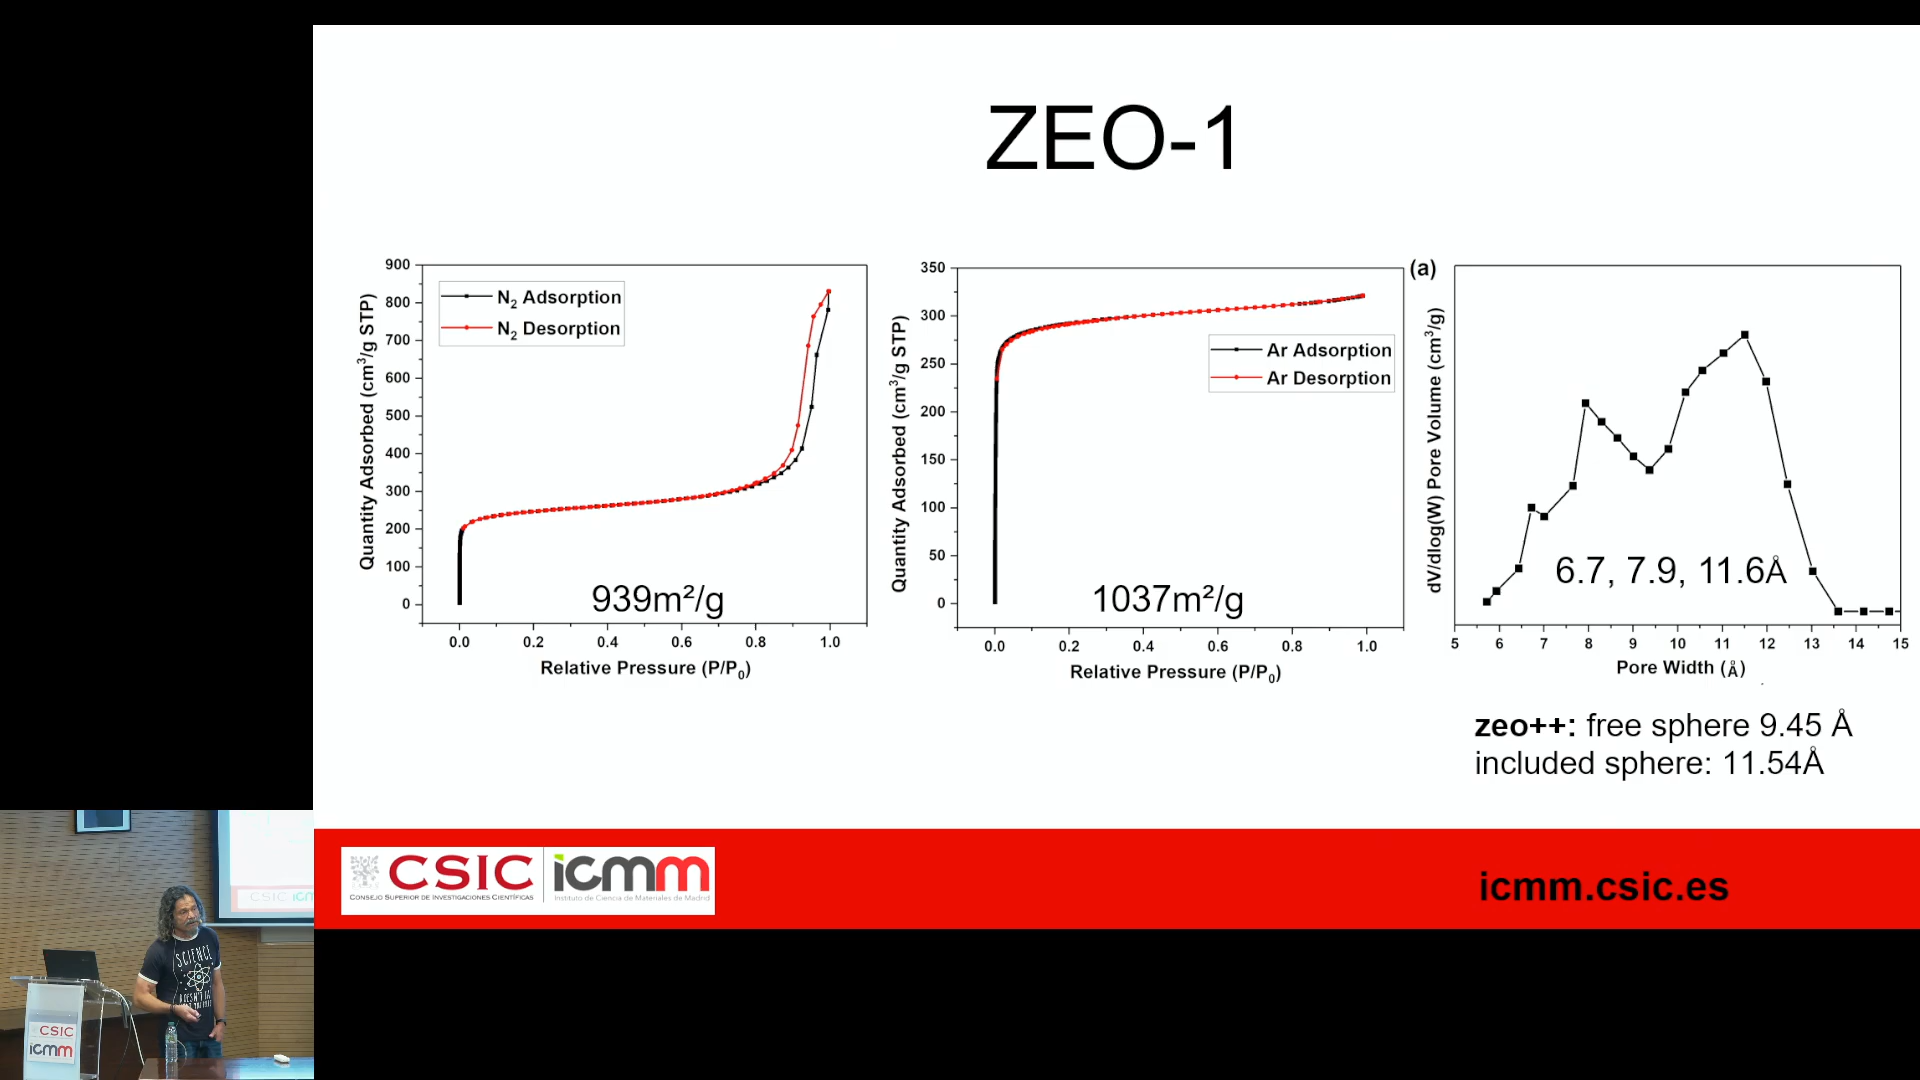 ZEO-1
900
800
700
600
500
400
300
200
100
0
Quantity Adsorbed (cm³/g STP)
N₂ Adsorption
N₂ Desorption
939m²/g
0.0 0.2 0.4 0.6 0.8 1.0
Relative Pressure (P/P₀)
350
300
250
200
150
100
50
0
Quantity Adsorbed (cm³/g STP)
Ar Adsorption
Ar Desorption
1037m²/g
0.0 0.2 0.4 0.6 0.8 1.0
Relative Pressure (P/P₀)
(a)
dV/dlog(W) Pore Volume (cm³/g)
6.7, 7.9, 11.6Å
5 6 7 8 9 10 11 12 13 14 15
Pore Width (Å)
zeo++: free sphere 9.45 Å
included sphere: 11.54Å
CSIC
CONSEJO SUPERIOR DE INVESTIGACIONES CIENTÍFICAS
icmm
Instituto de Ciencia de Materiales de Madrid
icmm.csic.es
CSIC
SCIENCE
CSIC
icmm